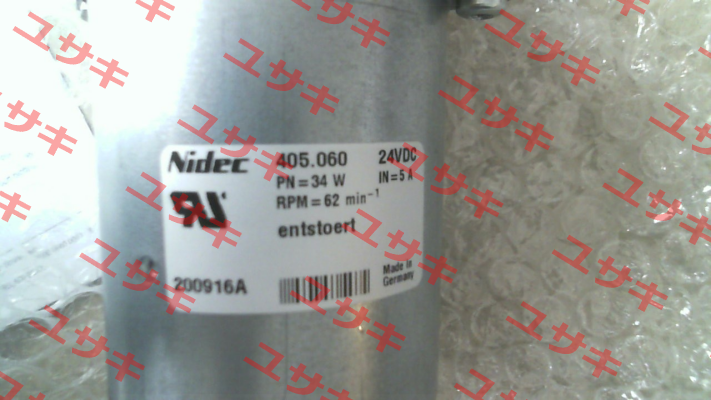 Nidec 405.060 24VDC
PN=34 W IN=5 A
RPM=62 min⁻¹
entstoert
200916A
Made in
Germany
ユサキ